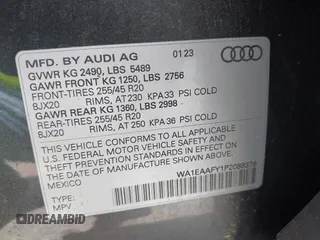 MFD. BY AUDI AG 01 23
GVWR KG 2490, LBS 5489
GAWR FRONT KG 1250, LBS 2756
FRONT-TIRES 255/45 R20
8JX20 RIMS, AT 230 KPA 33 PSI COLD
GAWR REAR KG 1360, LBS 2998
REAR-TIRES 255/45 R20
8JX20 RIMS, AT 250 KPA 36 PSI COLD
THIS VEHICLE CONFORMS TO ALL APPLICABLE
U.S. FEDERAL MOTOR VEHICLE SAFETY AND
THEFT PREVENTION STANDARDS IN EFFECT ON THE
DATE OF MANUFACTURE SHOWN ABOVE.
MEXICO
TYPE:
MPV
DREAMBID